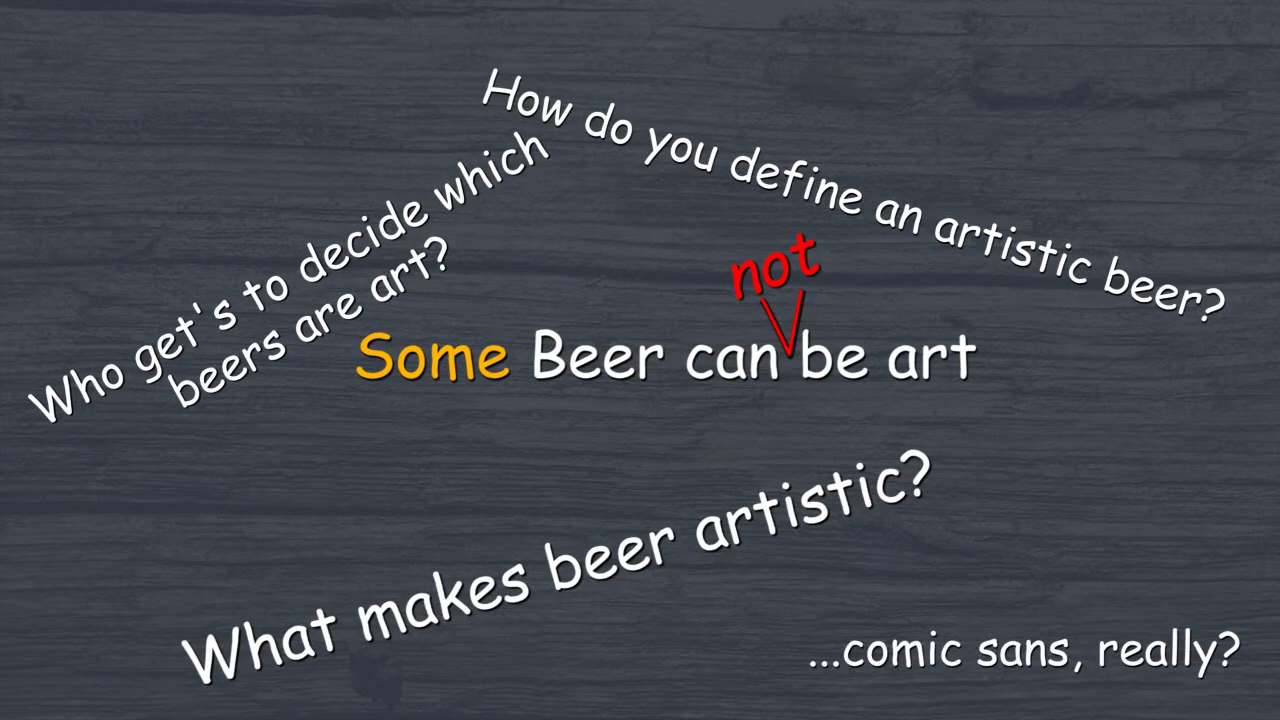 How do you define an artistic beer?
Who get's to decide which
beers are art?
not
Some Beer can be art
What makes beer artistic?
...comic sans, really?